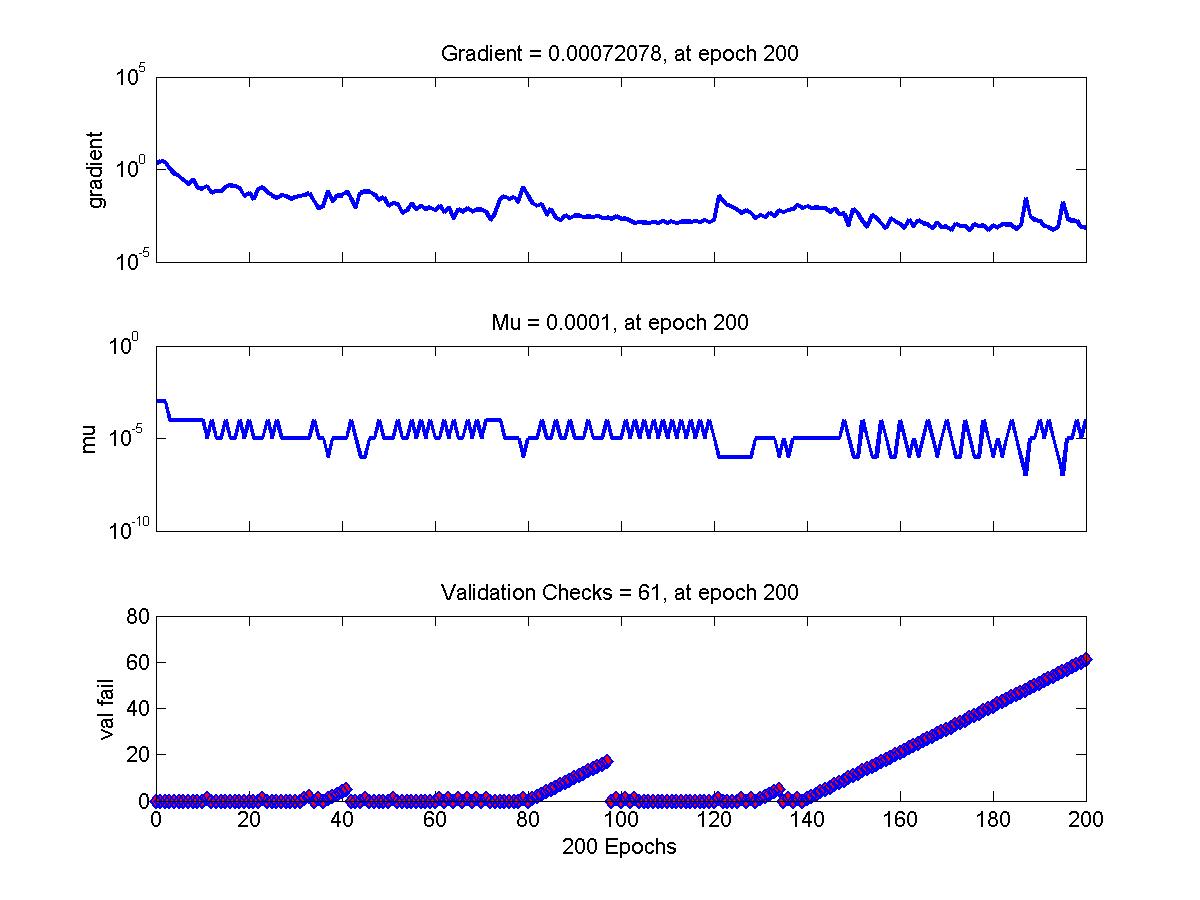 Gradient = 0.00072078, at epoch 200
10^5
10^0
10^-5
gradient
Mu = 0.0001, at epoch 200
10^0
10^-5
10^-10
mu
Validation Checks = 61, at epoch 200
80
60
40
20
0
val fail
0 20 40 60 80 100 120 140 160 180 200
200 Epochs